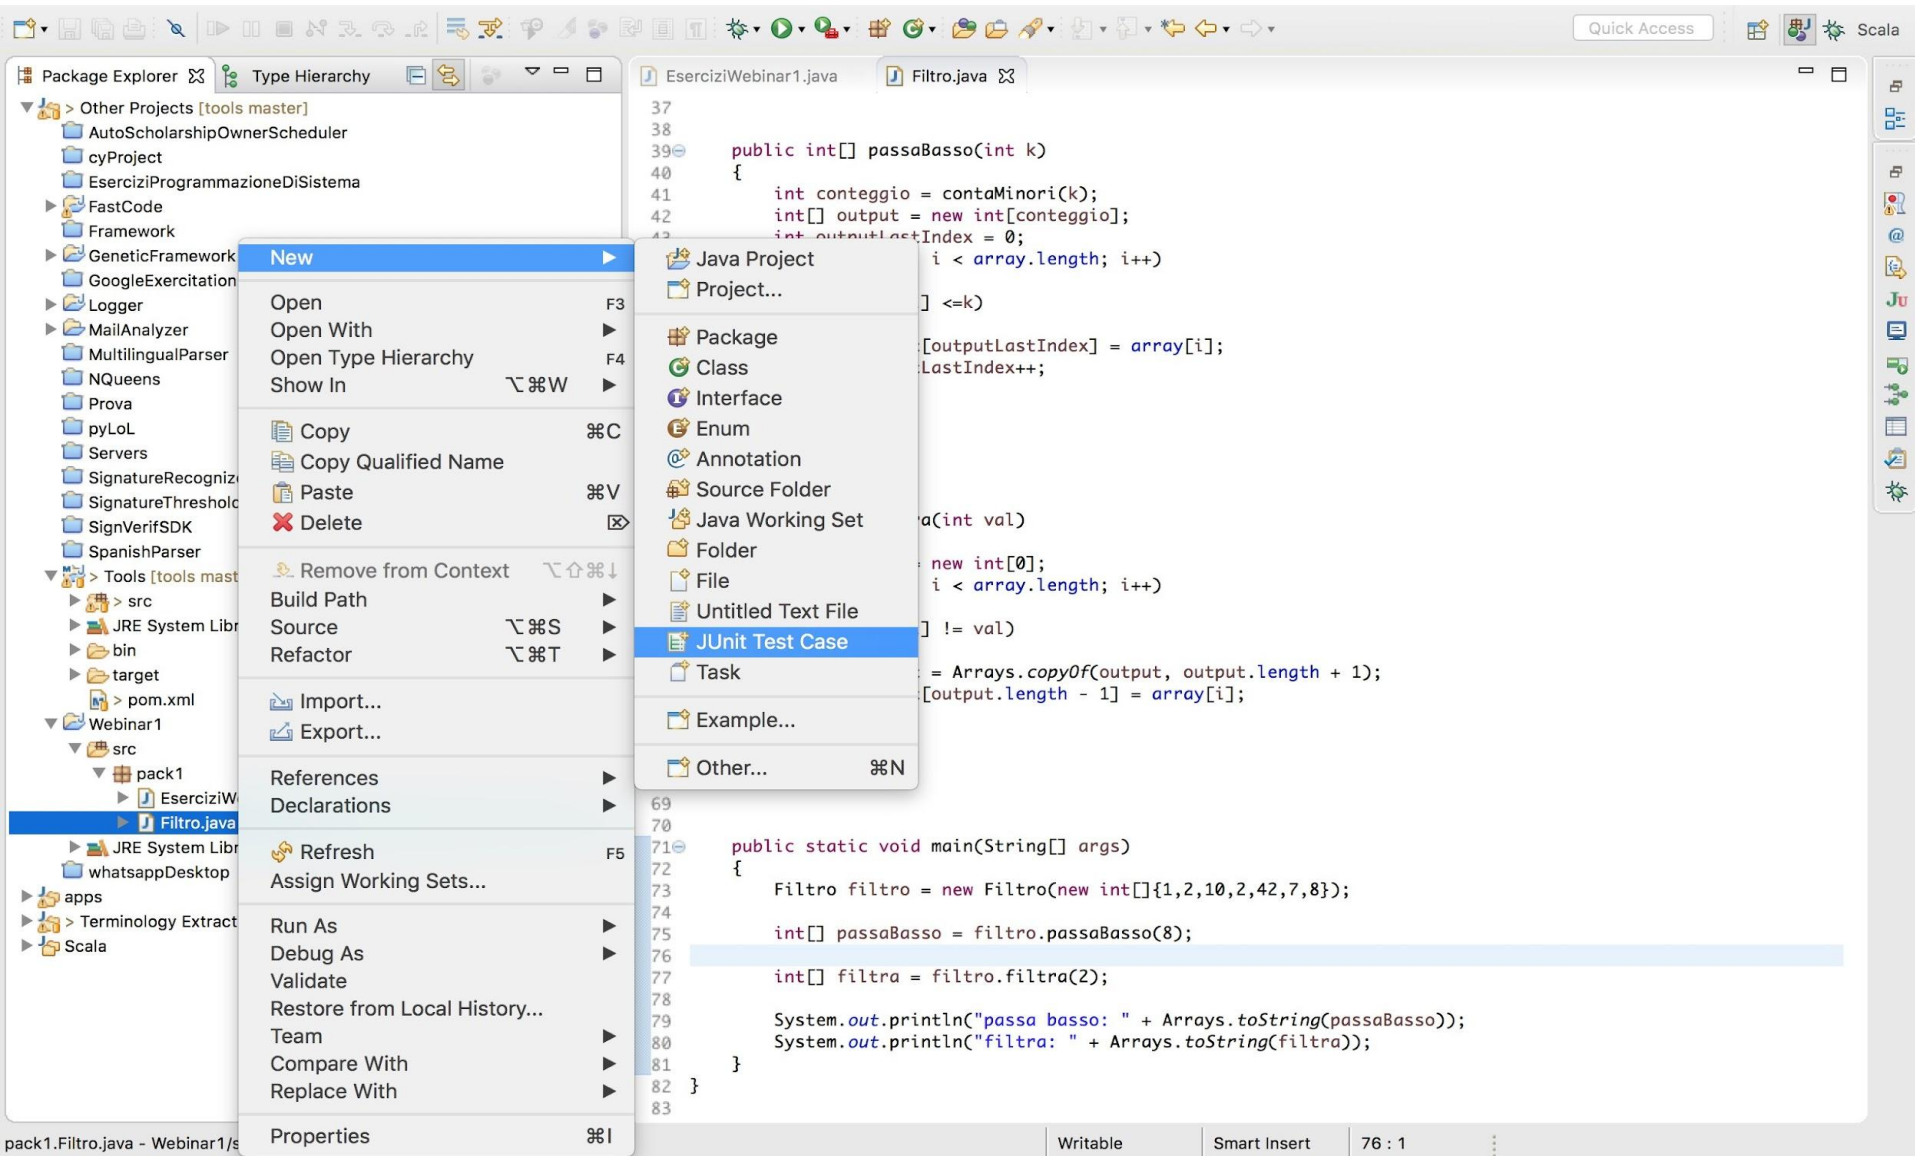 Quick Access
Scala
Package Explorer
Type Hierarchy
> Other Projects [tools master]
AutoScholarshipOwnerScheduler
cyProject
EserciziProgrammazioneDiSistema
FastCode
Framework
GeneticFramework
GoogleExercitation
Logger
MailAnalyzer
MultilingualParser
NQueens
Prova
pyLoL
Servers
SignatureRecognize
SignatureThreshold
SignVerifSDK
SpanishParser
> Tools [tools mast
> src
JRE System Libr
bin
target
> pom.xml
Webinar1
src
pack1
EserciziW
Filtro.java
JRE System Libr
whatsappDesktop
apps
> Terminology Extract
Scala
New
Open F3
Open With
Open Type Hierarchy F4
Show In ⌥⌘W
Copy ⌘C
Copy Qualified Name
Paste ⌘V
Delete ⌦
Remove from Context ⌥⇧⌘↓
Build Path
Source ⌥⌘S
Refactor ⌥⌘T
Import...
Export...
References
Declarations
Refresh F5
Assign Working Sets...
Run As
Debug As
Validate
Restore from Local History...
Team
Compare With
Replace With
Properties ⌘I
Java Project
Project...
Package
Class
Interface
Enum
Annotation
Source Folder
Java Working Set
Folder
File
Untitled Text File
JUnit Test Case
Task
Example...
Other... ⌘N
EserciziWebinar1.java
Filtro.java
37
38
39 public int[] passaBasso(int k)
40 {
41 int conteggio = contaMinori(k);
42 int[] output = new int[conteggio];
43 int outputLastIndex = 0;
i < array.length; i++)
] <=k)
[outputLastIndex] = array[i];
LastIndex++;
a(int val)
new int[0];
i < array.length; i++)
] != val)
= Arrays.copyOf(output, output.length + 1);
[output.length - 1] = array[i];
69
70
71 public static void main(String[] args)
72 {
73 Filtro filtro = new Filtro(new int[]{1,2,10,2,42,7,8});
74
75 int[] passaBasso = filtro.passaBasso(8);
76
77 int[] filtra = filtro.filtra(2);
78
79 System.out.println("passa basso: " + Arrays.toString(passaBasso));
80 System.out.println("filtra: " + Arrays.toString(filtra));
81 }
82 }
83
pack1.Filtro.java - Webinar1/s
Writable
Smart Insert
76 : 1